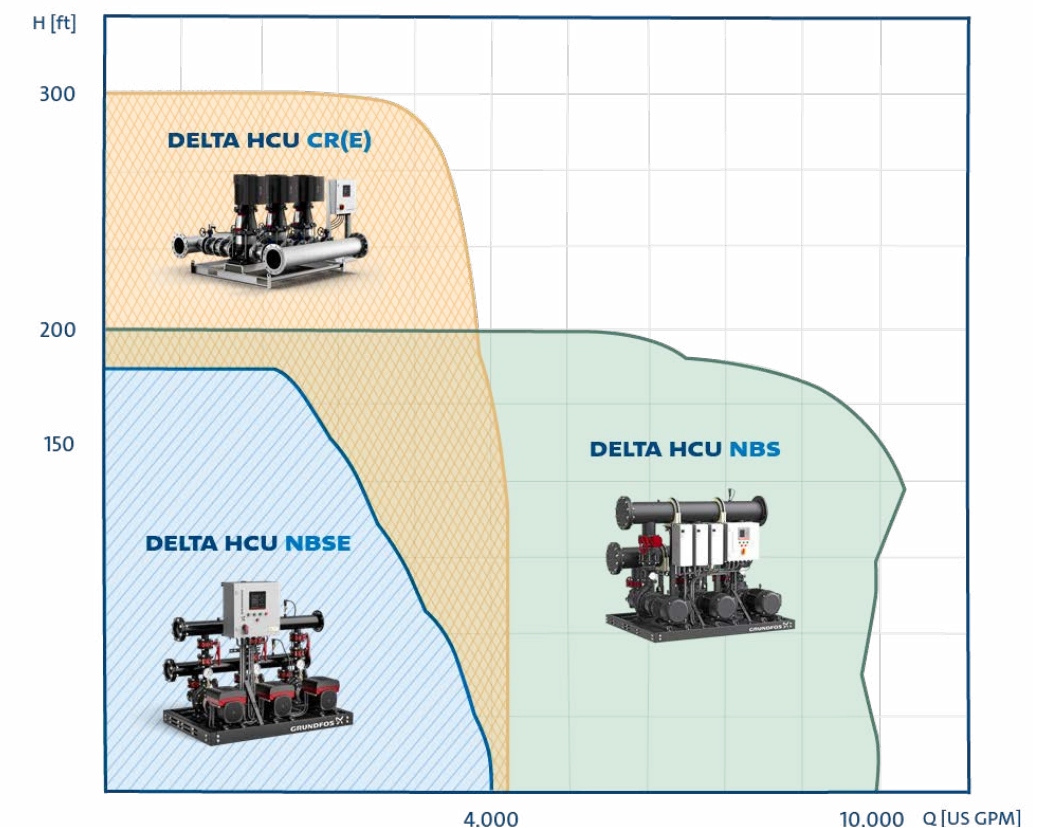 H [ft]
300
DELTA HCU CR(E)
200
150
DELTA HCU NBS
DELTA HCU NBSE
GRUNDFOS
GRUNDFOS
4,000
10,000 Q [US GPM]